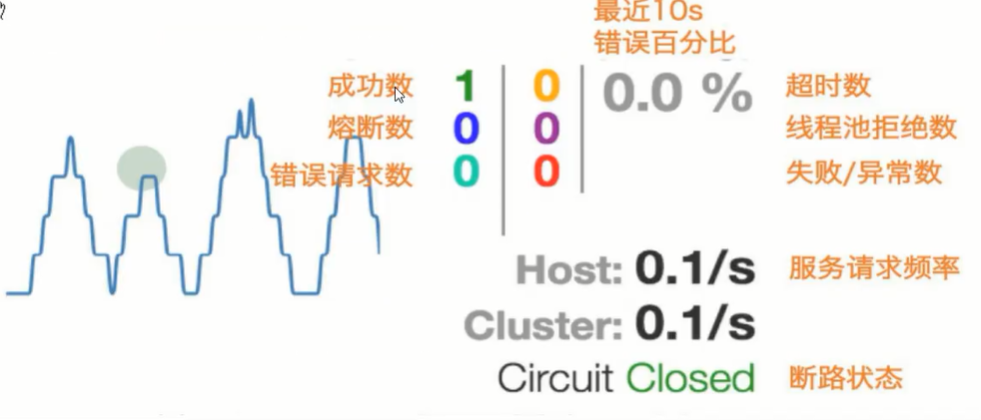 最近10s
错误百分比
成功数 1 0 0.0 % 超时数
熔断数 0 0 线程池拒绝数
错误请求数 0 0 失败/异常数
Host: 0.1/s 服务请求频率
Cluster: 0.1/s
Circuit Closed 断路状态